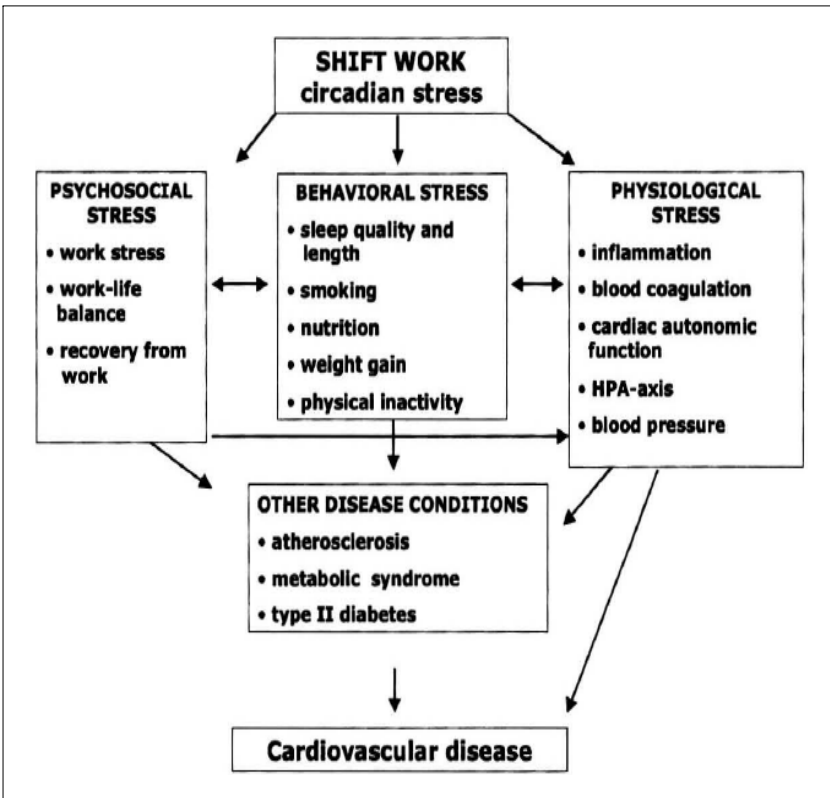 SHIFT WORK
circadian stress
PSYCHOSOCIAL
STRESS
• work stress
• work-life
balance
• recovery from
work
BEHAVIORAL STRESS
• sleep quality and
length
• smoking
• nutrition
• weight gain
• physical inactivity
PHYSIOLOGICAL
STRESS
• inflammation
• blood coagulation
• cardiac autonomic
function
• HPA-axis
• blood pressure
OTHER DISEASE CONDITIONS
• atherosclerosis
• metabolic syndrome
• type II diabetes
Cardiovascular disease